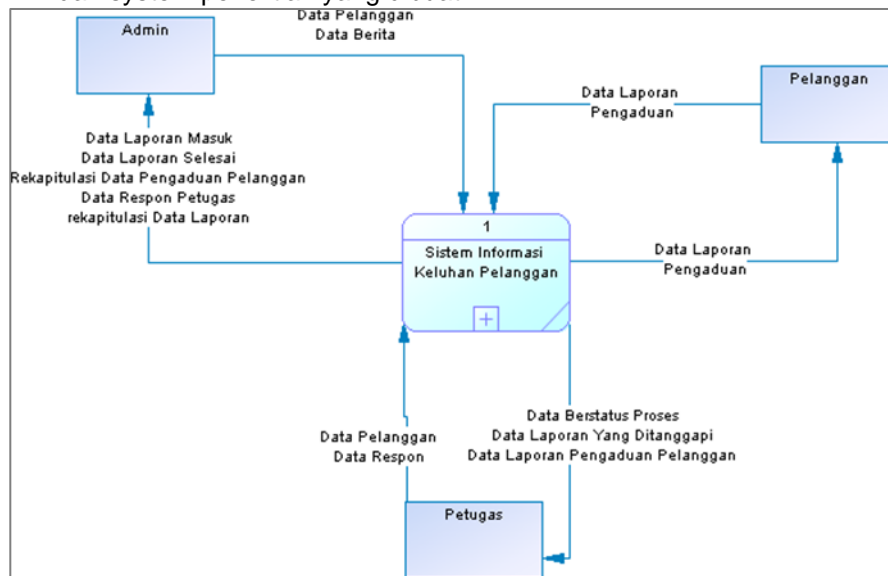 Admin
Data Pelanggan
Data Berita
Pelanggan
Data Laporan
Pengaduan
Data Laporan Masuk
Data Laporan Selesai
Rekapitulasi Data Pengaduan Pelanggan
Data Respon Petugas
rekapitulasi Data Laporan
1
Sistem Informasi
Keluhan Pelanggan
+
Data Laporan
Pengaduan
Data Pelanggan
Data Respon
Data Berstatus Proses
Data Laporan Yang Ditanggapi
Data Laporan Pengaduan Pelanggan
Petugas